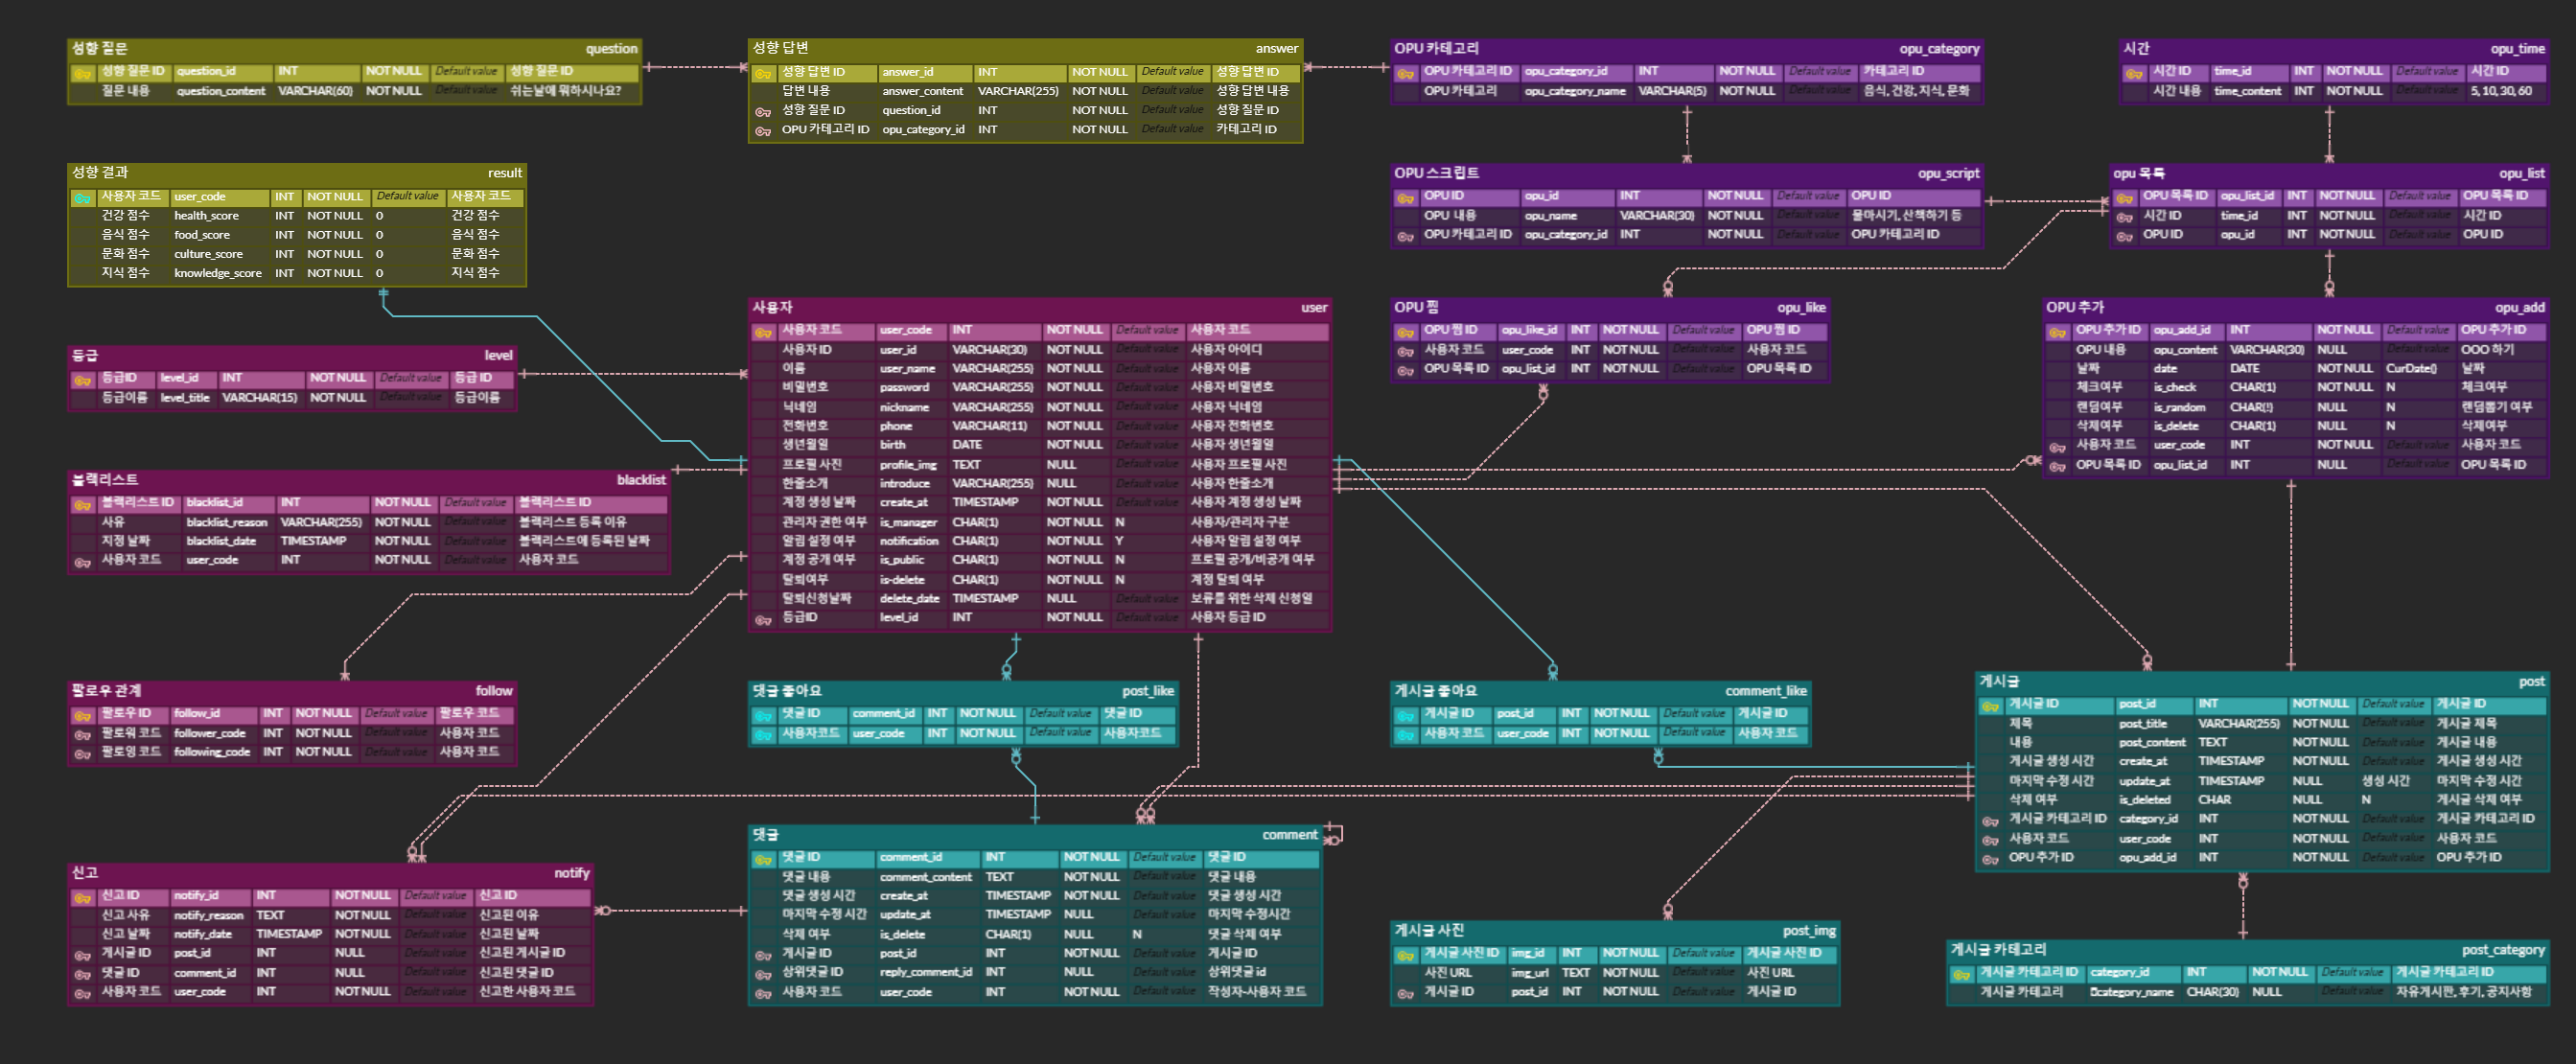 성향 질문 question
성향 질문 ID question_id INT NOT NULL Default value 성향 질문 ID
질문 내용 question_content VARCHAR(60) NOT NULL Default value 쉬는날에 뭐하시나요?
성향 답변 answer
성향 답변 ID answer_id INT NOT NULL Default value 성향 답변 ID
답변 내용 answer_content VARCHAR(255) NOT NULL Default value 성향 답변 내용
성향 질문 ID question_id INT NOT NULL Default value 성향 질문 ID
OPU 카테고리 ID opu_category_id INT NOT NULL Default value 카테고리 ID
OPU 카테고리 opu_category
OPU 카테고리 ID opu_category_id INT NOT NULL Default value 카테고리 ID
OPU 카테고리 opu_category_name VARCHAR(5) NOT NULL Default value 음식, 건강, 지식, 문화
시간 opu_time
시간 ID time_id INT NOT NULL Default value 시간 ID
시간 내용 time_content INT NOT NULL Default value 5, 10, 30, 60
성향 결과 result
사용자 코드 user_code INT NOT NULL Default value 사용자 코드
건강 점수 health_score INT NOT NULL 0 건강 점수
음식 점수 food_score INT NOT NULL 0 음식 점수
문화 점수 culture_score INT NOT NULL 0 문화 점수
지식 점수 knowledge_score INT NOT NULL 0 지식 점수
OPU 스크립트 opu_script
OPU ID opu_id INT NOT NULL Default value OPU ID
OPU 내용 opu_name VARCHAR(30) NOT NULL Default value 물마시기, 산책하기 등
OPU 카테고리 ID opu_category_id INT NOT NULL Default value OPU 카테고리 ID
opu 목록 opu_list
OPU 목록 ID opu_list_id INT NOT NULL Default value OPU 목록 ID
시간 ID time_id INT NOT NULL Default value 시간 ID
OPU ID opu_id INT NOT NULL Default value OPU ID
사용자 user
사용자 코드 user_code INT NOT NULL Default value 사용자 코드
사용자 ID user_id VARCHAR(30) NOT NULL Default value 사용자 아이디
이름 user_name VARCHAR(255) NOT NULL Default value 사용자 이름
비밀번호 password VARCHAR(255) NOT NULL Default value 사용자 비밀번호
닉네임 nickname VARCHAR(255) NOT NULL Default value 사용자 닉네임
전화번호 phone VARCHAR(11) NOT NULL Default value 사용자 전화번호
생년월일 birth DATE NOT NULL Default value 사용자 생년월일
프로필 사진 profile_img TEXT NULL Default value 사용자 프로필 사진
한줄소개 introduce VARCHAR(255) NULL Default value 사용자 한줄소개
계정 생성 날짜 create_at TIMESTAMP NOT NULL Default value 사용자 계정 생성 날짜
관리자 권한 여부 is_manager CHAR(1) NOT NULL N 사용자/관리자 구분
알림 설정 여부 notification CHAR(1) NOT NULL Y 사용자 알림 설정 여부
계정 공개 여부 is_public CHAR(1) NOT NULL N 프로필 공개/비공개 여부
탈퇴여부 is-delete CHAR(1) NOT NULL N 계정 탈퇴 여부
탈퇴신청날짜 delete_date TIMESTAMP NULL Default value 보류를 위한 삭제 신청일
등급ID level_id INT NOT NULL Default value 사용자 등급 ID
OPU 찜 opu_like
OPU 찜 ID opu_like_id INT NOT NULL Default value OPU 찜 ID
사용자 코드 user_code INT NOT NULL Default value 사용자 코드
OPU 목록 ID opu_list_id INT NOT NULL Default value OPU 목록 ID
OPU 추가 opu_add
OPU 추가 ID opu_add_id INT NOT NULL Default value OPU 추가 ID
OPU 내용 opu_content VARCHAR(30) NULL Default value OOO 하기
날짜 date DATE NOT NULL CurDate() 날짜
체크여부 is_check CHAR(1) NOT NULL N 체크여부
랜덤여부 is_random CHAR(!) NULL N 랜덤뽑기 여부
삭제여부 is_delete CHAR(1) NULL N 삭제여부
사용자 코드 user_code INT NOT NULL Default value 사용자 코드
OPU 목록 ID opu_list_id INT NULL Default value OPU 목록 ID
등급 level
등급ID level_id INT NOT NULL Default value 등급 ID
등급이름 level_title VARCHAR(15) NOT NULL Default value 등급이름
블랙리스트 blacklist
블랙리스트 ID blacklist_id INT NOT NULL Default value 블랙리스트 ID
사유 blacklist_reason VARCHAR(255) NOT NULL Default value 블랙리스트 등록 이유
지정 날짜 blacklist_date TIMESTAMP NOT NULL Default value 블랙리스트에 등록된 날짜
사용자 코드 user_code INT NOT NULL Default value 사용자 코드
팔로우 관계 follow
팔로우 ID follow_id INT NOT NULL Default value 팔로우 코드
팔로워 코드 follower_code INT NOT NULL Default value 사용자 코드
팔로잉 코드 following_code INT NOT NULL Default value 사용자 코드
댓글 좋아요 post_like
댓글 ID comment_id INT NOT NULL Default value 댓글 ID
사용자코드 user_code INT NOT NULL Default value 사용자코드
게시글 좋아요 comment_like
게시글 ID post_id INT NOT NULL Default value 게시글 ID
사용자 코드 user_code INT NOT NULL Default value 사용자 코드
게시글 post
게시글 ID post_id INT NOT NULL Default value 게시글 ID
제목 post_title VARCHAR(255) NOT NULL Default value 게시글 제목
내용 post_content TEXT NOT NULL Default value 게시글 내용
게시글 생성 시간 create_at TIMESTAMP NOT NULL Default value 게시글 생성 시간
마지막 수정 시간 update_at TIMESTAMP NULL 생성 시간 마지막 수정 시간
삭제 여부 is_deleted CHAR NULL N 게시글 삭제 여부
게시글 카테고리 ID category_id INT NOT NULL Default value 게시글 카테고리 ID
사용자 코드 user_code INT NOT NULL Default value 사용자 코드
OPU 추가 ID opu_add_id INT NOT NULL Default value OPU 추가 ID
신고 notify
신고 ID notify_id INT NOT NULL Default value 신고 ID
신고 사유 notify_reason TEXT NOT NULL Default value 신고된 이유
신고 날짜 notify_date TIMESTAMP NOT NULL Default value 신고된 날짜
게시글 ID post_id INT NULL Default value 신고된 게시글 ID
댓글 ID comment_id INT NULL Default value 신고된 댓글 ID
사용자 코드 user_code INT NOT NULL Default value 신고한 사용자 코드
댓글 comment
댓글 ID comment_id INT NOT NULL Default value 댓글 ID
댓글 내용 comment_content TEXT NOT NULL Default value 댓글 내용
댓글 생성 시간 create_at TIMESTAMP NOT NULL Default value 댓글 생성 시간
마지막 수정 시간 update_at TIMESTAMP NULL Default value 마지막 수정시간
삭제 여부 is_delete CHAR(1) NULL N 댓글 삭제 여부
게시글 ID post_id INT NOT NULL Default value 게시글 ID
상위댓글 ID reply_comment_id INT NULL Default value 상위댓글 id
사용자 코드 user_code INT NOT NULL Default value 작성자-사용자 코드
게시글 사진 post_img
게시글 사진 ID img_id INT NOT NULL Default value 게시글 사진 ID
사진 URL img_url TEXT NOT NULL Default value 사진 URL
게시글 ID post_id INT NOT NULL Default value 게시글 ID
게시글 카테고리 post_category
게시글 카테고리 ID category_id INT NOT NULL Default value 게시글 카테고리 ID
게시글 카테고리 category_name CHAR(30) NULL Default value 자유게시판, 후기, 공지사항